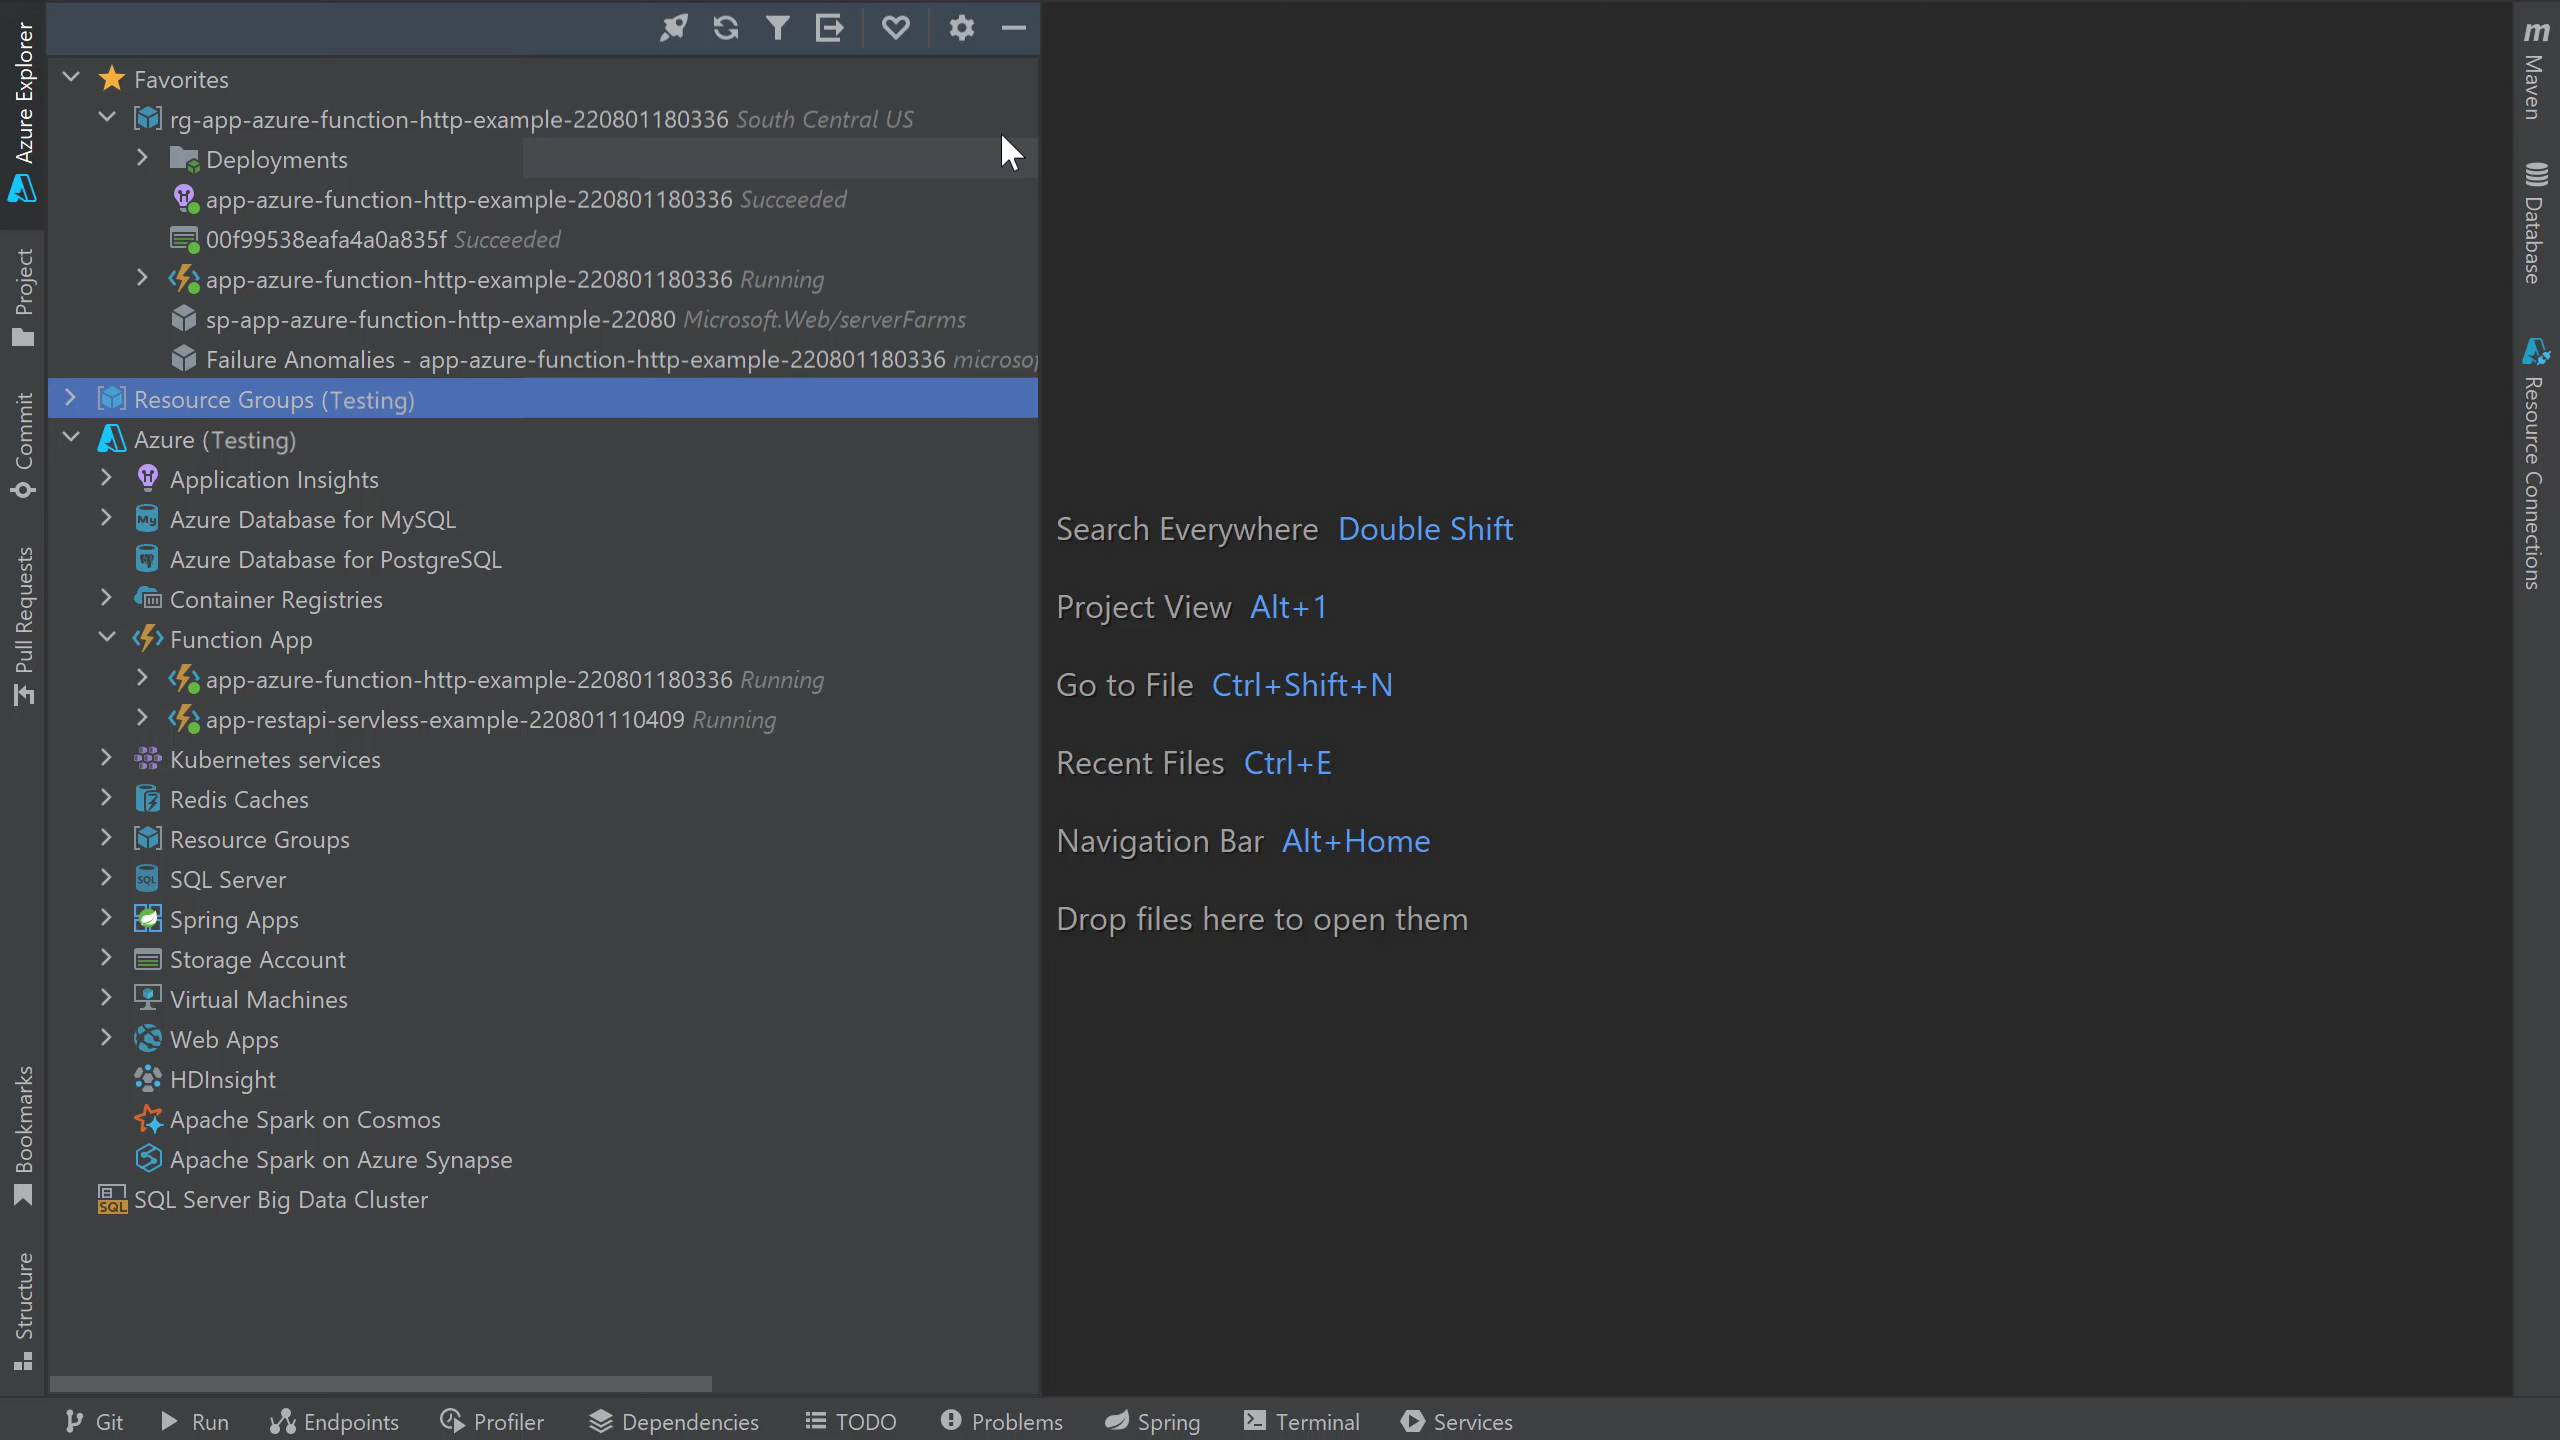 Azure Explorer
Project
Commit
Pull Requests
Bookmarks
Structure
Favorites
rg-app-azure-function-http-example-220801180336 South Central US
Deployments
app-azure-function-http-example-220801180336 Succeeded
00f99538eafa4a0a835f Succeeded
app-azure-function-http-example-220801180336 Running
sp-app-azure-function-http-example-22080 Microsoft.Web/serverFarms
Failure Anomalies - app-azure-function-http-example-220801180336 microsof
Resource Groups (Testing)
Azure (Testing)
Application Insights
My Azure Database for MySQL
Azure Database for PostgreSQL
Container Registries
Function App
app-azure-function-http-example-220801180336 Running
app-restapi-servless-example-220801110409 Running
Kubernetes services
Redis Caches
Resource Groups
SQL SQL Server
Spring Apps
Storage Account
Virtual Machines
Web Apps
HDInsight
Apache Spark on Cosmos
Apache Spark on Azure Synapse
SQL SQL Server Big Data Cluster
Search Everywhere Double Shift
Project View Alt+1
Go to File Ctrl+Shift+N
Recent Files Ctrl+E
Navigation Bar Alt+Home
Drop files here to open them
m Maven
Database
Resource Connections
Git Run Endpoints Profiler Dependencies TODO Problems Spring Terminal Services